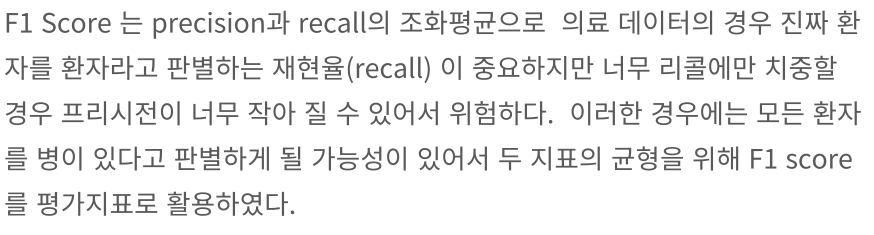 F1 Score 는 precision과 recall의 조화평균으로  의료 데이터의 경우 진짜 환
자를 환자라고 판별하는 재현율(recall) 이 중요하지만 너무 리콜에만 치중할
경우 프리시전이 너무 작아 질 수 있어서 위험하다.  이러한 경우에는 모든 환자
를 병이 있다고 판별하게 될 가능성이 있어서 두 지표의 균형을 위해 F1 score
를 평가지표로 활용하였다.